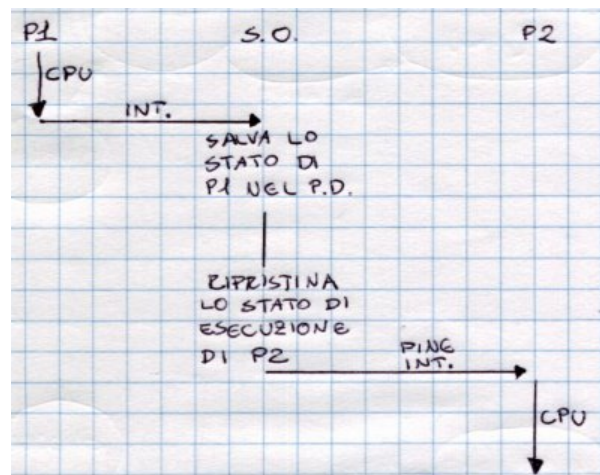 P1 S.O. P2
CPU
INT.
SALVA LO
STATO DI
P1 NEL P.D.
RIPRISTINA
LO STATO DI
ESECUZIONE
DI P2
FINE
INT.
CPU